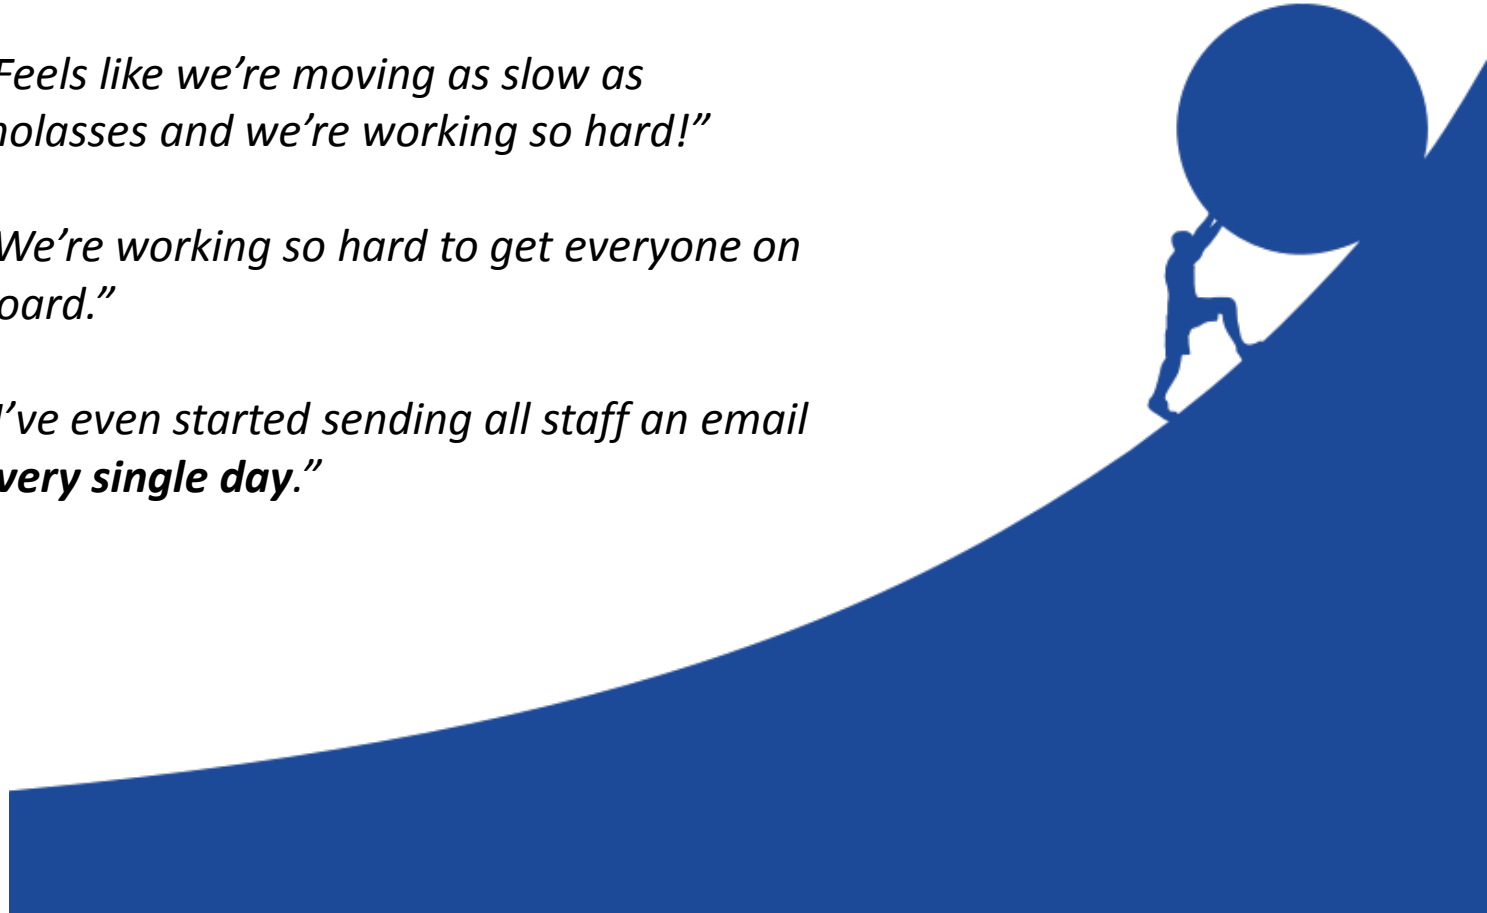 Feels like we’re moving as slow as
nolasses and we’re working so hard!”
We’re working so hard to get everyone on
oard.”
I’ve even started sending all staff an email
very single day.”